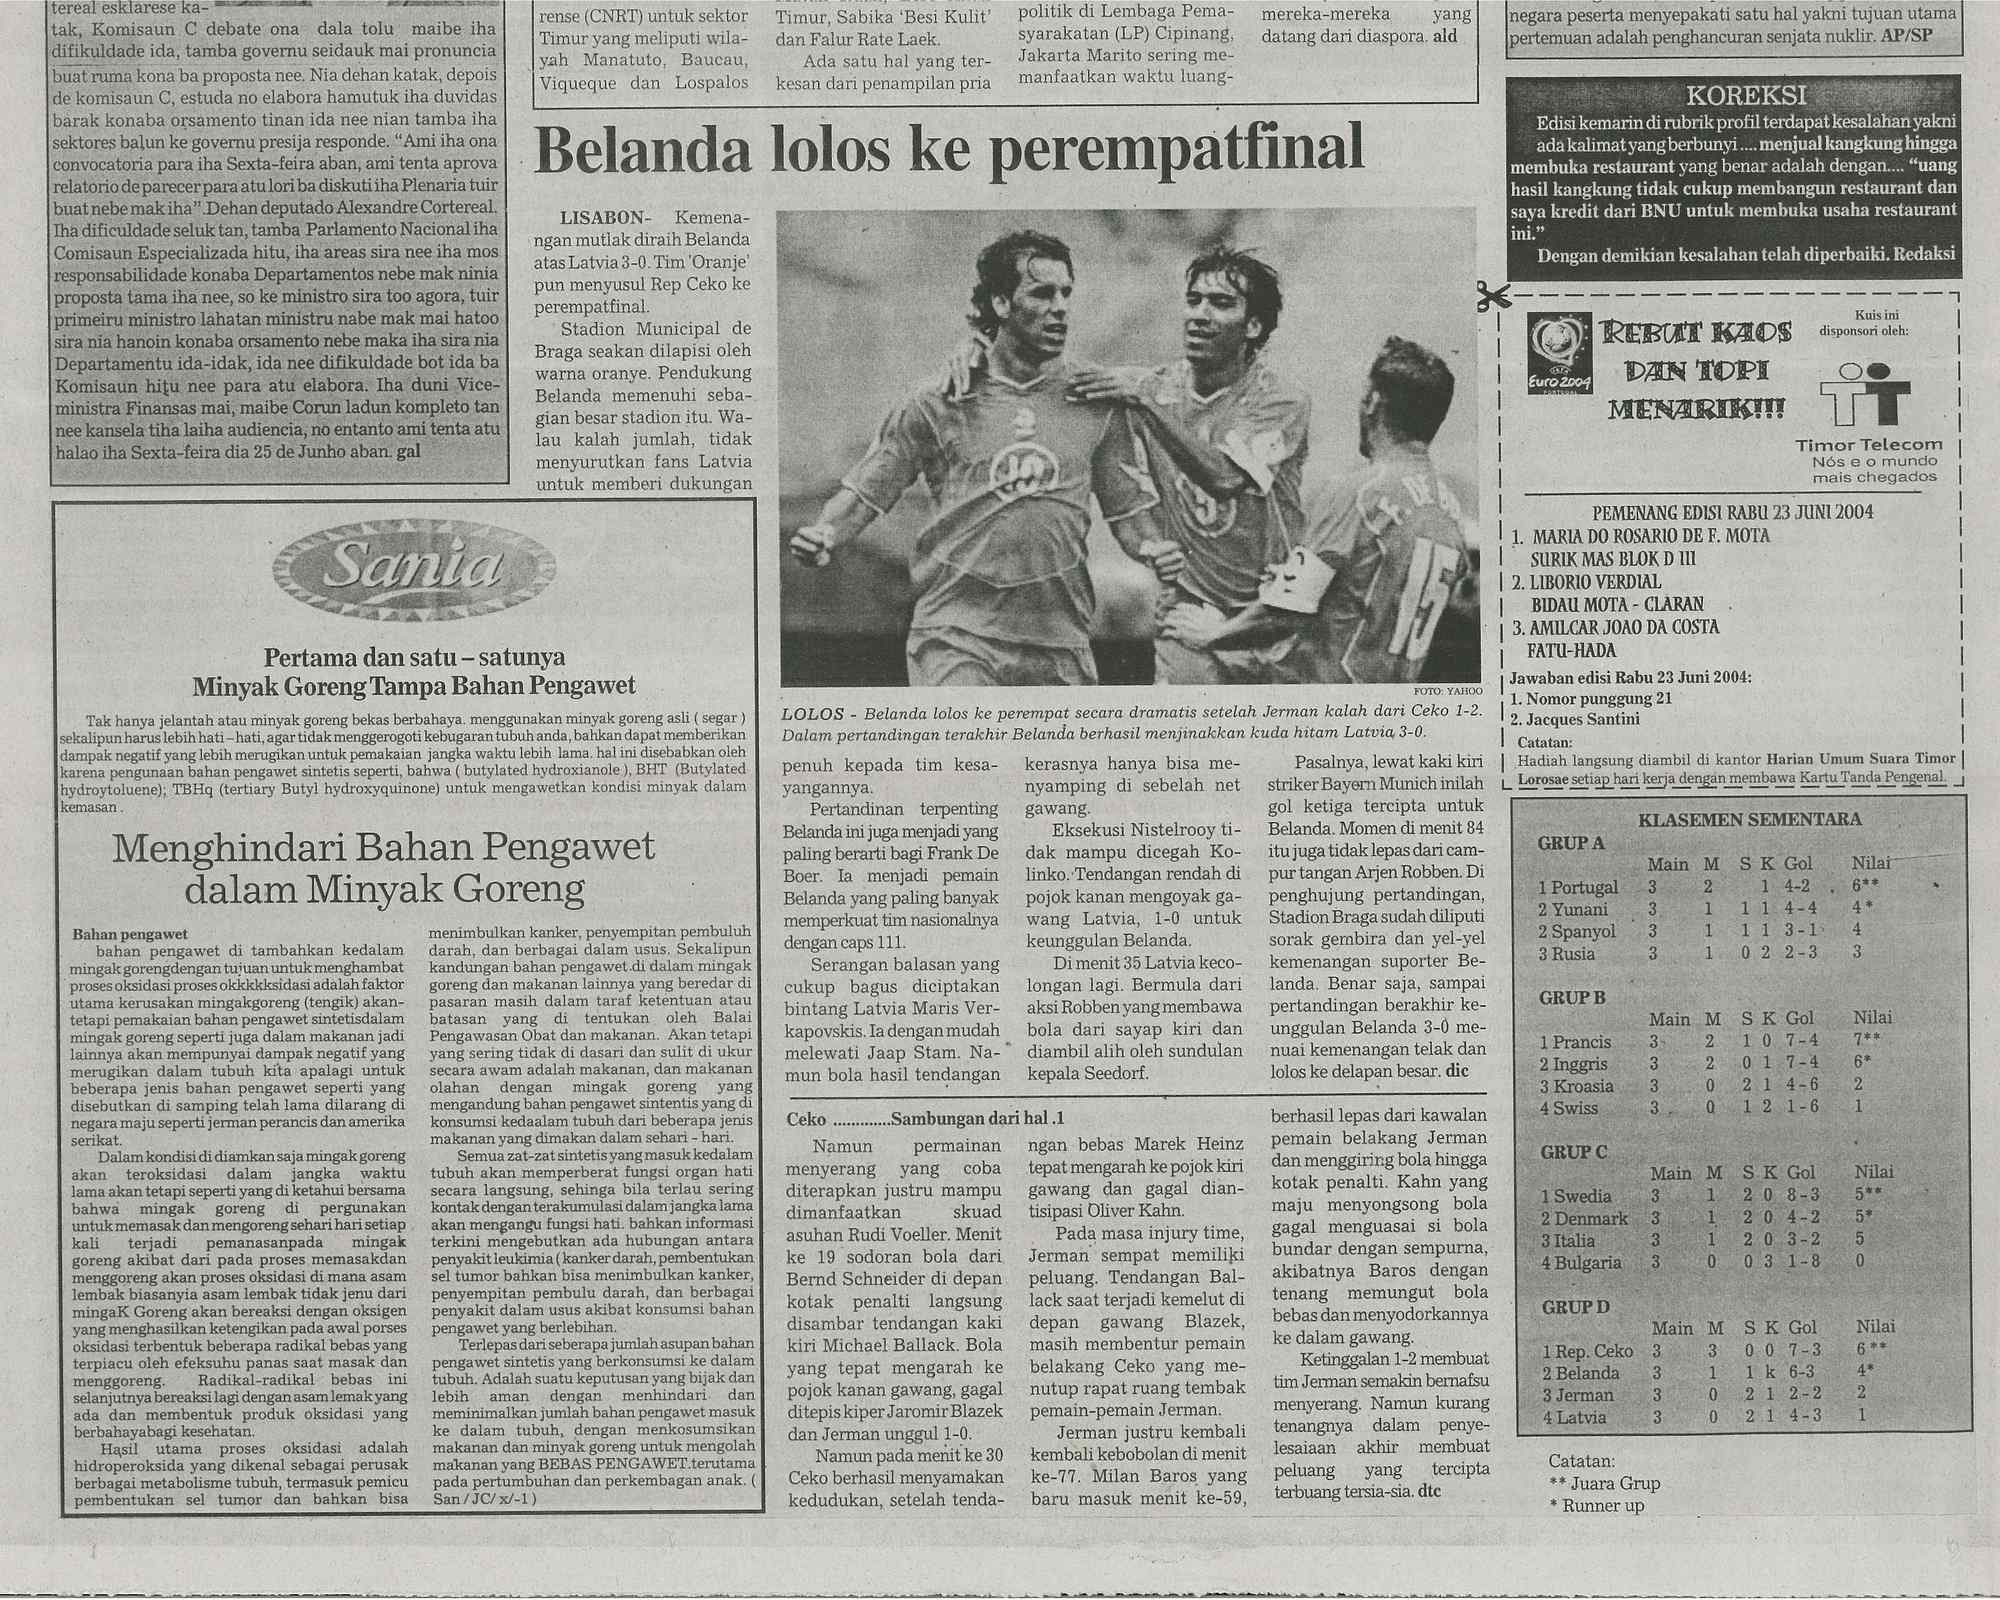 tereal esklarese ka-
tak, Komisaun C debate ona dala tolu maibe iha
difikuldade ida, tamba governu seidauk mai pronuncia
buat ruma kona ba proposta nee. Nia dehan katak, depois
de komisaun C, estuda no elabora hamutuk iha duvidas
barak konaba orsamento tinan ida nee nian tamba iha
sektores balun ke governu presija responde. “Ami iha ona
convocatoria para iha Sexta-feira aban, ami tenta aprova
relatorio de parecer para atu lori ba diskuti iha Plenaria tuir
buat nebe mak iha”.Dehan deputado Alexandre Cortereal.
Iha dificuldade seluk tan, tamba Parlamento Nacional iha
Comisaun Especializada hitu, iha areas sira nee iha mos
responsabilidade konaba Departamentos nebe mak ninia
proposta tama iha nee, so ke ministro sira too agora, tuir
primeiru ministro lahatan ministru nabe mak mai hatoo
sira nia hanoin konaba orsamento nebe maka iha sira nia
Departamentu ida-idak, ida nee difikuldade bot ida ba
Komisaun hitu nee para atu elabora. Iha duni Vice-
ministra Finansas mai, maibe Corun ladun kompleto tan
nee kansela tiha laiha audiencia, no entanto ami tenta atu
halao iha Sexta-feira dia 25 de Junho aban. gal
rense (CNRT) untuk sektor
Timur yang meliputi wila-
yah Manatuto, Baucau,
Viqueque dan Lospalos
Timur, Sabika ‘Besi Kulit’
dan Falur Rate Laek.
Ada satu hal yang ter-
kesan dari penampilan pria
politik di Lembaga Pema-
syarakatan (LP) Cipinang,
Jakarta Marito sering me-
manfaatkan waktu luang-
mereka-mereka yang
datang dari diaspora. ald
negara peserta menyepakati satu hal yakni tujuan utama
pertemuan adalah penghancuran senjata nuklir. AP/SP
KOREKSI
Edisi kemarin di rubrik profil terdapat kesalahan yakni
ada kalimat yang berbunyi .... menjual kangkung hingga
membuka restaurant yang benar adalah dengan.... “uang
hasil kangkung tidak cukup membangun restaurant dan
saya kredit dari BNU untuk membuka usaha restaurant
ini.”
Dengan demikian kesalahan telah diperbaiki. Redaksi
Belanda lolos ke perempatfinal
LISABON- Kemena-
ngan mutlak diraih Belanda
atas Latvia 3-0. Tim 'Oranje'
pun menyusul Rep Ceko ke
perempatfinal.
Stadion Municipal de
Braga seakan dilapisi oleh
warna oranye. Pendukung
Belanda memenuhi seba-
gian besar stadion itu. Wa-
lau kalah jumlah, tidak
menyurutkan fans Latvia
untuk memberi dukungan
10
9
15
FOTO: YAHOO
LOLOS - Belanda lolos ke perempat secara dramatis setelah Jerman kalah dari Ceko 1-2.
Dalam pertandingan terakhir Belanda berhasil menjinakkan kuda hitam Latvia 3-0.
penuh kepada tim kesa-
yangannya.
Pertandinan terpenting
Belanda ini juga menjadi yang
paling berarti bagi Frank De
Boer. Ia menjadi pemain
Belanda yang paling banyak
memperkuat tim nasionalnya
dengan caps 111.
Serangan balasan yang
cukup bagus diciptakan
bintang Latvia Maris Ver-
kapovskis. Ia dengan mudah
melewati Jaap Stam. Na-
mun bola hasil tendangan
kerasnya hanya bisa me-
nyamping di sebelah net
gawang.
Eksekusi Nistelrooy ti-
dak mampu dicegah Ko-
linko. Tendangan rendah di
pojok kanan mengoyak ga-
wang Latvia, 1-0 untuk
keunggulan Belanda.
Di menit 35 Latvia keco-
longan lagi. Bermula dari
aksi Robben yang membawa
bola dari sayap kiri dan
diambil alih oleh sundulan
kepala Seedorf.
Pasalnya, lewat kaki kiri
striker Bayern Munich inilah
gol ketiga tercipta untuk
Belanda. Momen di menit 84
itu juga tidak lepas dari cam-
pur tangan Arjen Robben. Di
penghujung pertandingan,
Stadion Braga sudah diliputi
sorak gembira dan yel-yel
kemenangan suporter Be-
landa. Benar saja, sampai
pertandingan berakhir ke-
unggulan Belanda 3-0 me-
nuai kemenangan telak dan
lolos ke delapan besar. dic
Ceko .............Sambungan dari hal .1
Namun permainan
menyerang yang coba
diterapkan justru mampu
dimanfaatkan skuad
asuhan Rudi Voeller. Menit
ke 19 sodoran bola dari
Bernd Schneider di depan
kotak penalti langsung
disambar tendangan kaki
kiri Michael Ballack. Bola
yang tepat mengarah ke
pojok kanan gawang, gagal
ditepis kiper Jaromir Blazek
dan Jerman unggul 1-0.
Namun pada menit ke 30
Ceko berhasil menyamakan
kedudukan, setelah tenda-
ngan bebas Marek Heinz
tepat mengarah ke pojok kiri
gawang dan gagal dian-
tisipasi Oliver Kahn.
Pada masa injury time,
Jerman sempat memiliki
peluang. Tendangan Bal-
lack saat terjadi kemelut di
depan gawang Blazek,
masih membentur pemain
belakang Ceko yang me-
nutup rapat ruang tembak
pemain-pemain Jerman.
Jerman justru kembali
kembali kebobolan di menit
ke-77. Milan Baros yang
baru masuk menit ke-59,
berhasil lepas dari kawalan
pemain belakang Jerman
dan menggiring bola hingga
kotak penalti. Kahn yang
maju menyongsong bola
gagal menguasai si bola
bundar dengan sempurna,
akibatnya Baros dengan
tenang memungut bola
bebas dan menyodorkannya
ke dalam gawang.
Ketinggalan 1-2 membuat
tim Jerman semakin bernafsu
menyerang. Namun kurang
tenangnya dalam penye-
lesaian akhir membuat
peluang yang tercipta
terbuang tersia-sia. dtc
Sania
Pertama dan satu – satunya
Minyak Goreng Tampa Bahan Pengawet
Tak hanya jelantah atau minyak goreng bekas berbahaya. menggunakan minyak goreng asli ( segar )
sekalipun harus lebih hati – hati, agar tidak menggerogoti kebugaran tubuh anda, bahkan dapat memberikan
dampak negatif yang lebih merugikan untuk pemakaian jangka waktu lebih lama. hal ini disebabkan oleh
karena pengunaan bahan pengawet sintetis seperti, bahwa ( butylated hydroxianole ), BHT (Butylated
hydroytoluene); TBHq (tertiary Butyl hydroxyquinone) untuk mengawetkan kondisi minyak dalam
kemasan .
Menghindari Bahan Pengawet
dalam Minyak Goreng
Bahan pengawet
bahan pengawet di tambahkan kedalam
mingak gorengdengan tujuan untuk menghambat
proses oksidasi proses okkkkksidasi adalah faktor
utama kerusakan mingakgoreng (tengik) akan-
tetapi pemakaian bahan pengawet sintetisdalam
mingak goreng seperti juga dalam makanan jadi
lainnya akan mempunyai dampak negatif yang
merugikan dalam tubuh kita apalagi untuk
beberapa jenis bahan pengawet seperti yang
disebutkan di samping telah lama dilarang di
negara maju seperti jerman perancis dan amerika
serikat.
Dalam kondisi di diamkan saja mingak goreng
akan teroksidasi dalam jangka waktu
lama akan tetapi seperti yang di ketahui bersama
bahwa mingak goreng di pergunakan
untuk memasak dan mengoreng sehari hari setiap
kali terjadi pemanasanpada mingak
goreng akibat dari pada proses memasakdan
menggoreng akan proses oksidasi di mana asam
lembak biasanyia asam lembak tidak jenu dari
mingaK Goreng akan bereaksi dengan oksigen
yang menghasilkan ketengikan pada awal porses
oksidasi terbentuk beberapa radikal bebas yang
terpiacu oleh efeksuhu panas saat masak dan
menggoreng. Radikal-radikal bebas ini
selanjutnya bereaksi lagi dengan asam lemak yang
ada dan membentuk produk oksidasi yang
berbahayabagi kesehatan.
Hasil utama proses oksidasi adalah
hidroperoksida yang dikenal sebagai perusak
berbagai metabolisme tubuh, termasuk pemicu
pembentukan sel tumor dan bahkan bisa
menimbulkan kanker, penyempitan pembuluh
darah, dan berbagai dalam usus. Sekalipun
kandungan bahan pengawet di dalam mingak
goreng dan makanan lainnya yang beredar di
pasaran masih dalam taraf ketentuan atau
batasan yang di tentukan oleh Balai
Pengawasan Obat dan makanan. Akan tetapi
yang sering tidak di dasari dan sulit di ukur
secara awam adalah makanan, dan makanan
olahan dengan mingak goreng yang
mengandung bahan pengawet sintentis yang di
konsumsi kedaalam tubuh dari beberapa jenis
makanan yang dimakan dalam sehari - hari.
Semua zat-zat sintetis yang masuk kedalam
tubuh akan memperberat fungsi organ hati
secara langsung, sehinga bila terlau sering
kontak dengan terakumulasi dalam jangka lama
akan mengangu fungsi hati. bahkan informasi
terkini mengebutkan ada hubungan antara
penyakit leukimia ( kanker darah, pembentukan
sel tumor bahkan bisa menimbulkan kanker,
penyempitan pembulu darah, dan berbagai
penyakit dalam usus akibat konsumsi bahan
pengawet yang berlebihan.
Terlepas dari seberapa jumlah asupan bahan
pengawet sintetis yang berkonsumsi ke dalam
tubuh. Adalah suatu keputusan yang bijak dan
lebih aman dengan menhindari dan
meminimalkan jumlah bahan pengawet masuk
ke dalam tubuh, dengan menkosumsikan
makanan dan minyak goreng untuk mengolah
makanan yang BEBAS PENGAWET.terutama
pada pertumbuhan dan perkembagan anak. (
San / JC/ x/-1 )
Euro2004
PORTUGAL
REBUT KAOS
DAN TOPI
MENARIK!!!
Kuis ini
disponsori oleh:
Timor Telecom
Nós e o mundo
mais chegados
PEMENANG EDISI RABU 23 JUNI 2004
1. MARIA DO ROSARIO DE F. MOTA
SURIK MAS BLOK D III
2. LIBORIO VERDIAL
BIDAU MOTA - CLARAN
3. AMILCAR JOAO DA COSTA
FATU-HADA
Jawaban edisi Rabu 23 Juni 2004:
1. Nomor punggung 21
2. Jacques Santini
Catatan:
Hadiah langsung diambil di kantor Harian Umum Suara Timor
Lorosae setiap hari kerja dengan membawa Kartu Tanda Pengenal.
KLASEMEN SEMENTARA
GRUP A
Main M S K Gol Nilai
1 Portugal 3 2 1 4-2 6**
2 Yunani 3 1 1 1 4-4 4*
2 Spanyol 3 1 1 1 3-1 4
3 Rusia 3 1 0 2 2-3 3
GRUP B
Main M S K Gol Nilai
1 Prancis 3 2 1 0 7-4 7**
2 Inggris 3 2 0 1 7-4 6*
3 Kroasia 3 0 2 1 4-6 2
4 Swiss 3 0 1 2 1-6 1
GRUP C
Main M S K Gol Nilai
1 Swedia 3 1 2 0 8-3 5**
2 Denmark 3 1 2 0 4-2 5*
3 Italia 3 1 2 0 3-2 5
4 Bulgaria 3 0 0 3 1-8 0
GRUP D
Main M S K Gol Nilai
1 Rep. Ceko 3 3 0 0 7-3 6**
2 Belanda 3 1 1 k 6-3 4*
3 Jerman 3 0 2 1 2-2 2
4 Latvia 3 0 2 1 4-3 1
Catatan:
** Juara Grup
* Runner up